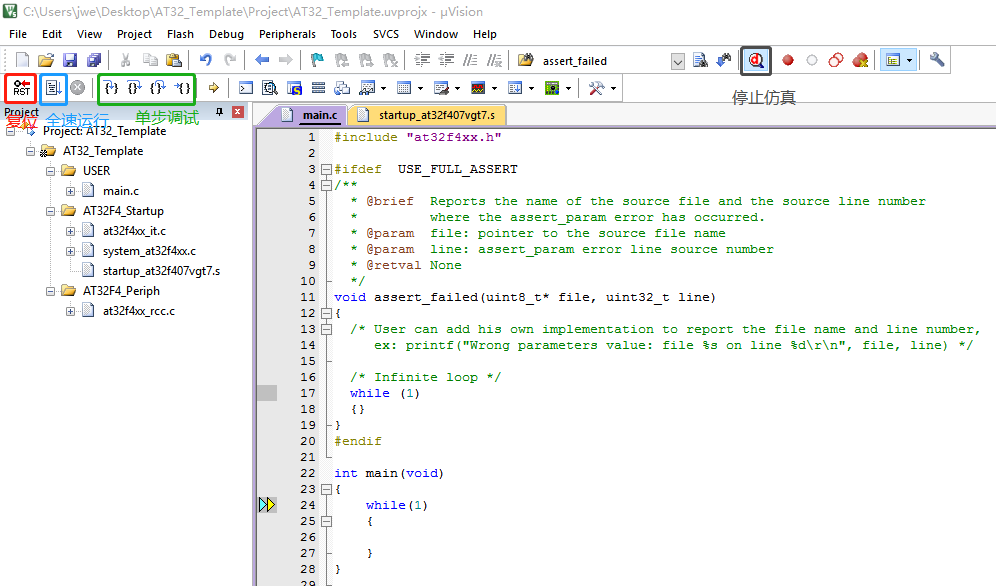 C:\Users\jwe\Desktop\AT32_Template\Project\AT32_Template.uvprojx - µVision
File Edit View Project Flash Debug Peripherals Tools SVCS Window Help
assert_failed
RST
停止仿真
Project
复权 全速运行 单步调试
main.c startup_at32f407vgt7.s
Project: AT32_Template
AT32_Template
USER
main.c
AT32F4_Startup
at32f4xx_it.c
system_at32f4xx.c
startup_at32f407vgt7.s
AT32F4_Periph
at32f4xx_rcc.c
1 #include "at32f4xx.h"
2
3 #ifdef USE_FULL_ASSERT
4 /**
5 * @brief Reports the name of the source file and the source line number
6 * where the assert_param error has occurred.
7 * @param file: pointer to the source file name
8 * @param line: assert_param error line source number
9 * @retval None
10 */
11 void assert_failed(uint8_t* file, uint32_t line)
12 {
13 /* User can add his own implementation to report the file name and line number,
14 ex: printf("Wrong parameters value: file %s on line %d\r\n", file, line) */
15
16 /* Infinite loop */
17 while (1)
18 {}
19 }
20 #endif
21
22 int main(void)
23 {
24 while(1)
25 {
26
27 }
28 }
29